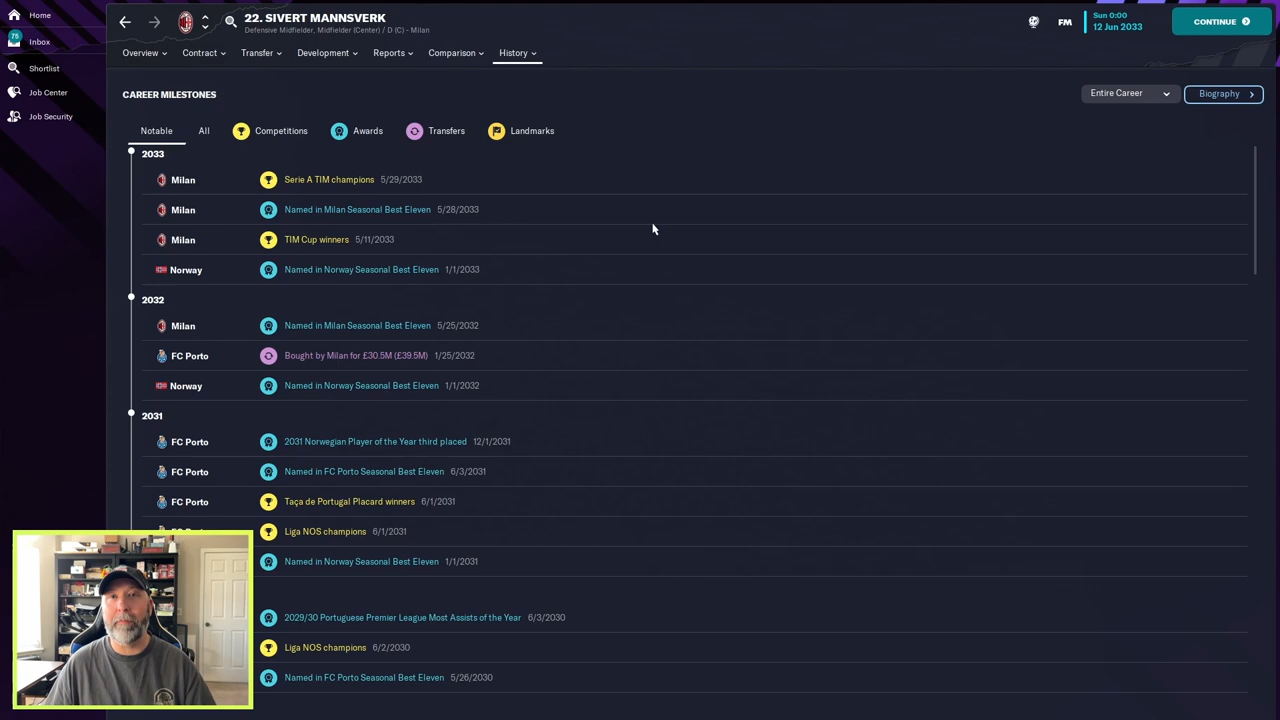 Home
75
Inbox
Shortlist
Job Center
Job Security
22. SIVERT MANNSVERK
Defensive Midfielder, Midfielder (Center) / D (C) - Milan
FM
Sun 0:00
12 Jun 2033
CONTINUE
Overview
Contract
Transfer
Development
Reports
Comparison
History
CAREER MILESTONES
Entire Career
Biography
Notable
All
Competitions
Awards
Transfers
Landmarks
2033
Milan Serie A TIM champions 5/29/2033
Milan Named in Milan Seasonal Best Eleven 5/28/2033
Milan TIM Cup winners 5/11/2033
Norway Named in Norway Seasonal Best Eleven 1/1/2033
2032
Milan Named in Milan Seasonal Best Eleven 5/25/2032
FC Porto Bought by Milan for £30.5M (£39.5M) 1/25/2032
Norway Named in Norway Seasonal Best Eleven 1/1/2032
2031
FC Porto 2031 Norwegian Player of the Year third placed 12/1/2031
FC Porto Named in FC Porto Seasonal Best Eleven 6/3/2031
FC Porto Taça de Portugal Placard winners 6/1/2031
Liga NOS champions 6/1/2031
Named in Norway Seasonal Best Eleven 1/1/2031
2029/30 Portuguese Premier League Most Assists of the Year 6/3/2030
Liga NOS champions 6/2/2030
Named in FC Porto Seasonal Best Eleven 5/26/2030